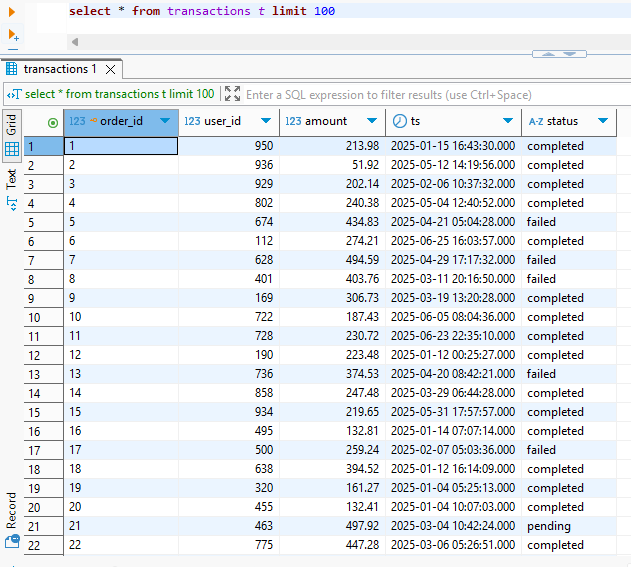 select * from transactions t limit 100
transactions 1
select * from transactions t limit 100 Enter a SQL expression to filter results (use Ctrl+Space)
Grid
Text
Record
123 order_id 123 user_id 123 amount ts A-Z status
1 1 950 213.98 2025-01-15 16:43:30.000 completed
2 2 936 51.92 2025-05-12 14:19:56.000 completed
3 3 929 202.14 2025-02-06 10:37:32.000 completed
4 4 802 240.38 2025-05-04 12:40:52.000 completed
5 5 674 434.83 2025-04-21 05:04:28.000 failed
6 6 112 274.21 2025-06-25 16:03:57.000 completed
7 7 628 494.59 2025-04-29 17:17:32.000 failed
8 8 401 403.76 2025-03-11 20:16:50.000 failed
9 9 169 306.73 2025-03-19 13:20:28.000 completed
10 10 722 187.43 2025-06-05 08:04:36.000 completed
11 11 728 230.72 2025-06-23 22:35:10.000 completed
12 12 190 223.48 2025-01-12 00:25:27.000 completed
13 13 736 374.53 2025-04-20 08:42:21.000 failed
14 14 858 247.48 2025-03-29 06:44:28.000 completed
15 15 934 219.65 2025-05-31 17:57:57.000 completed
16 16 495 132.81 2025-01-14 07:07:14.000 completed
17 17 500 259.24 2025-02-07 05:03:36.000 failed
18 18 638 394.52 2025-01-12 16:14:09.000 completed
19 19 320 161.27 2025-01-04 05:25:13.000 completed
20 20 455 132.41 2025-01-04 10:07:03.000 completed
21 21 463 497.92 2025-03-04 10:42:24.000 pending
22 22 775 447.28 2025-03-06 05:26:51.000 completed